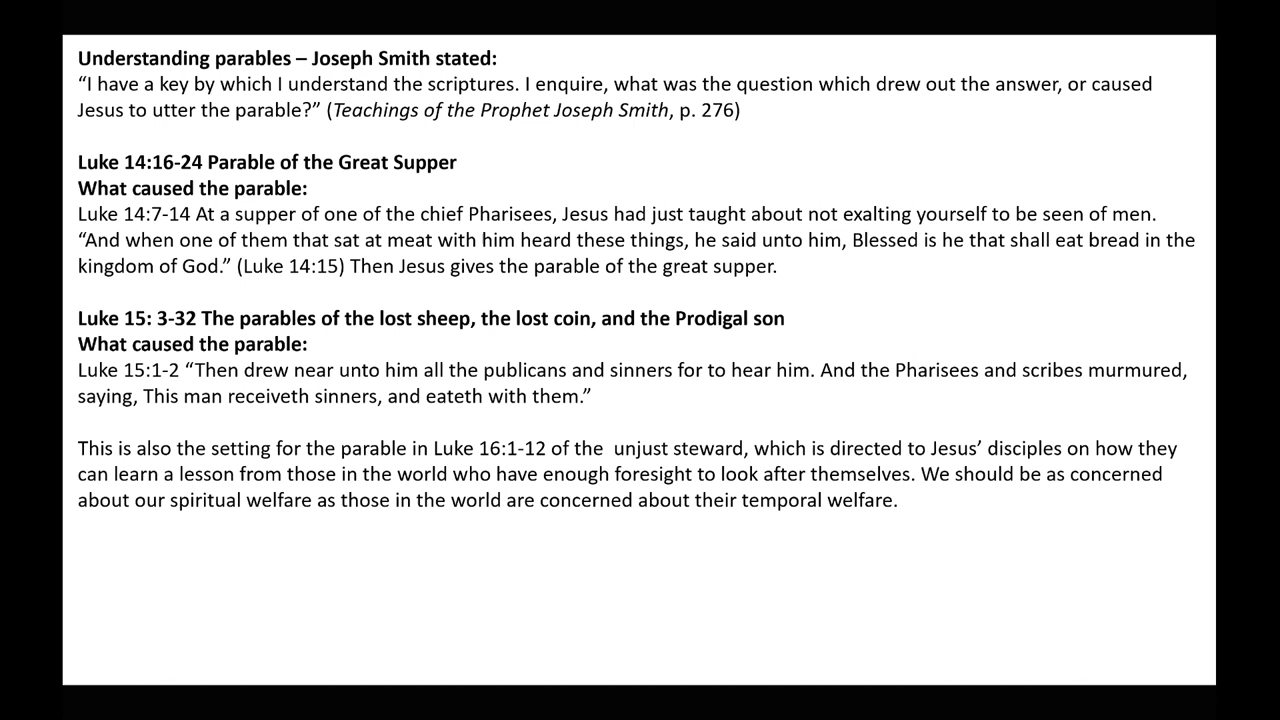 Understanding parables – Joseph Smith stated:
“I have a key by which I understand the scriptures. I enquire, what was the question which drew out the answer, or caused
Jesus to utter the parable?” (Teachings of the Prophet Joseph Smith, p. 276)
Luke 14:16-24 Parable of the Great Supper
What caused the parable:
Luke 14:7-14 At a supper of one of the chief Pharisees, Jesus had just taught about not exalting yourself to be seen of men.
“And when one of them that sat at meat with him heard these things, he said unto him, Blessed is he that shall eat bread in the
kingdom of God.” (Luke 14:15) Then Jesus gives the parable of the great supper.
Luke 15: 3-32 The parables of the lost sheep, the lost coin, and the Prodigal son
What caused the parable:
Luke 15:1-2 “Then drew near unto him all the publicans and sinners for to hear him. And the Pharisees and scribes murmured,
saying, This man receiveth sinners, and eateth with them.”
This is also the setting for the parable in Luke 16:1-12 of the  unjust steward, which is directed to Jesus’ disciples on how they
can learn a lesson from those in the world who have enough foresight to look after themselves. We should be as concerned
about our spiritual welfare as those in the world are concerned about their temporal welfare.